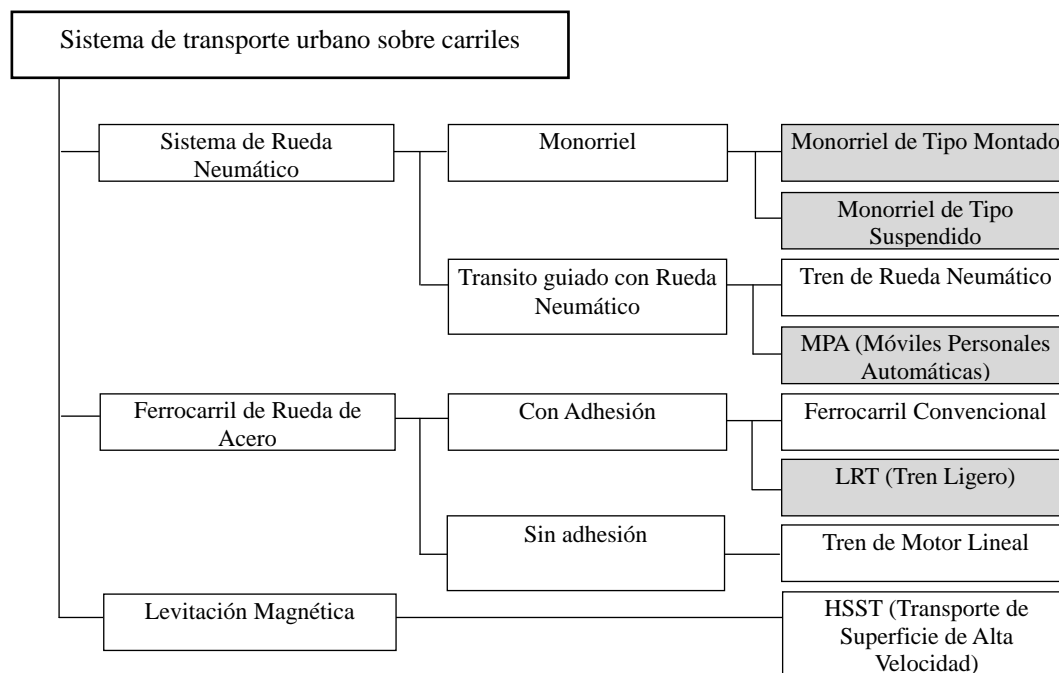 Sistema de transporte urbano sobre carriles
Sistema de Rueda
Neumático
Monorriel
Monorriel de Tipo Montado
Monorriel de Tipo
Suspendido
Transito guiado con Rueda
Neumático
Tren de Rueda Neumático
MPA (Móviles Personales
Automáticas)
Ferrocarril de Rueda de
Acero
Con Adhesión
Ferrocarril Convencional
LRT (Tren Ligero)
Sin adhesión
Tren de Motor Lineal
Levitación Magnética
HSST (Transporte de
Superficie de Alta
Velocidad)